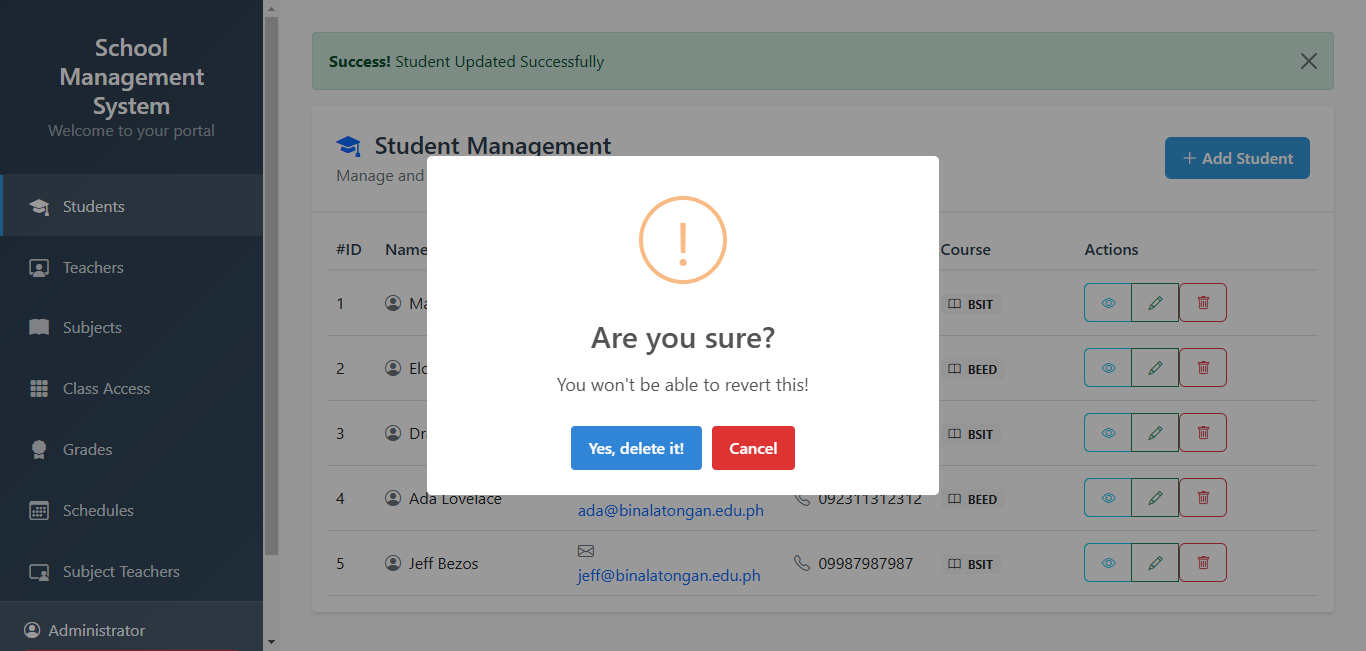 School
Management
System
Welcome to your portal
Students
Teachers
Subjects
Class Access
Grades
Schedules
Subject Teachers
Administrator
Success! Student Updated Successfully
Student Management
Manage and
+ Add Student
#ID Name Course Actions
1 BSIT
2 BEED
3 BSIT
4 Ada Lovelace ada@binalatongan.edu.ph 092311312312 BEED
5 Jeff Bezos jeff@binalatongan.edu.ph 09987987987 BSIT
!
Are you sure?
You won't be able to revert this!
Yes, delete it! Cancel